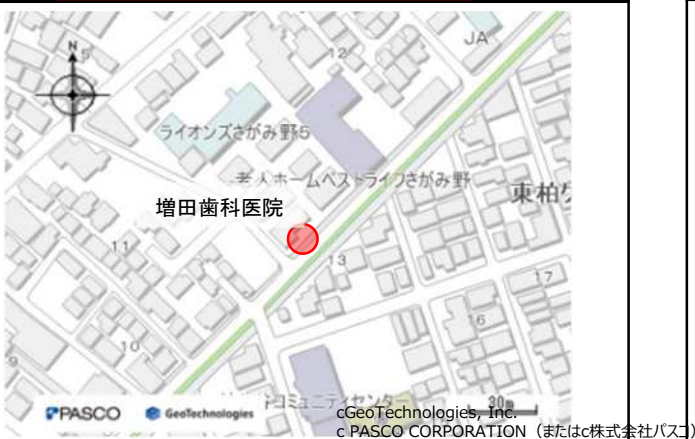 JA
N
5
12
ライオンズさがみ野5
老人ホームベストライフさがみ野
東柏
増田歯科医院
11
13
17
16
10
9
コミュニティセンター
30m
PASCO
GeoTechnologies
cGeoTechnologies, Inc.
c PASCO CORPORATION（またはc株式会社パスコ）